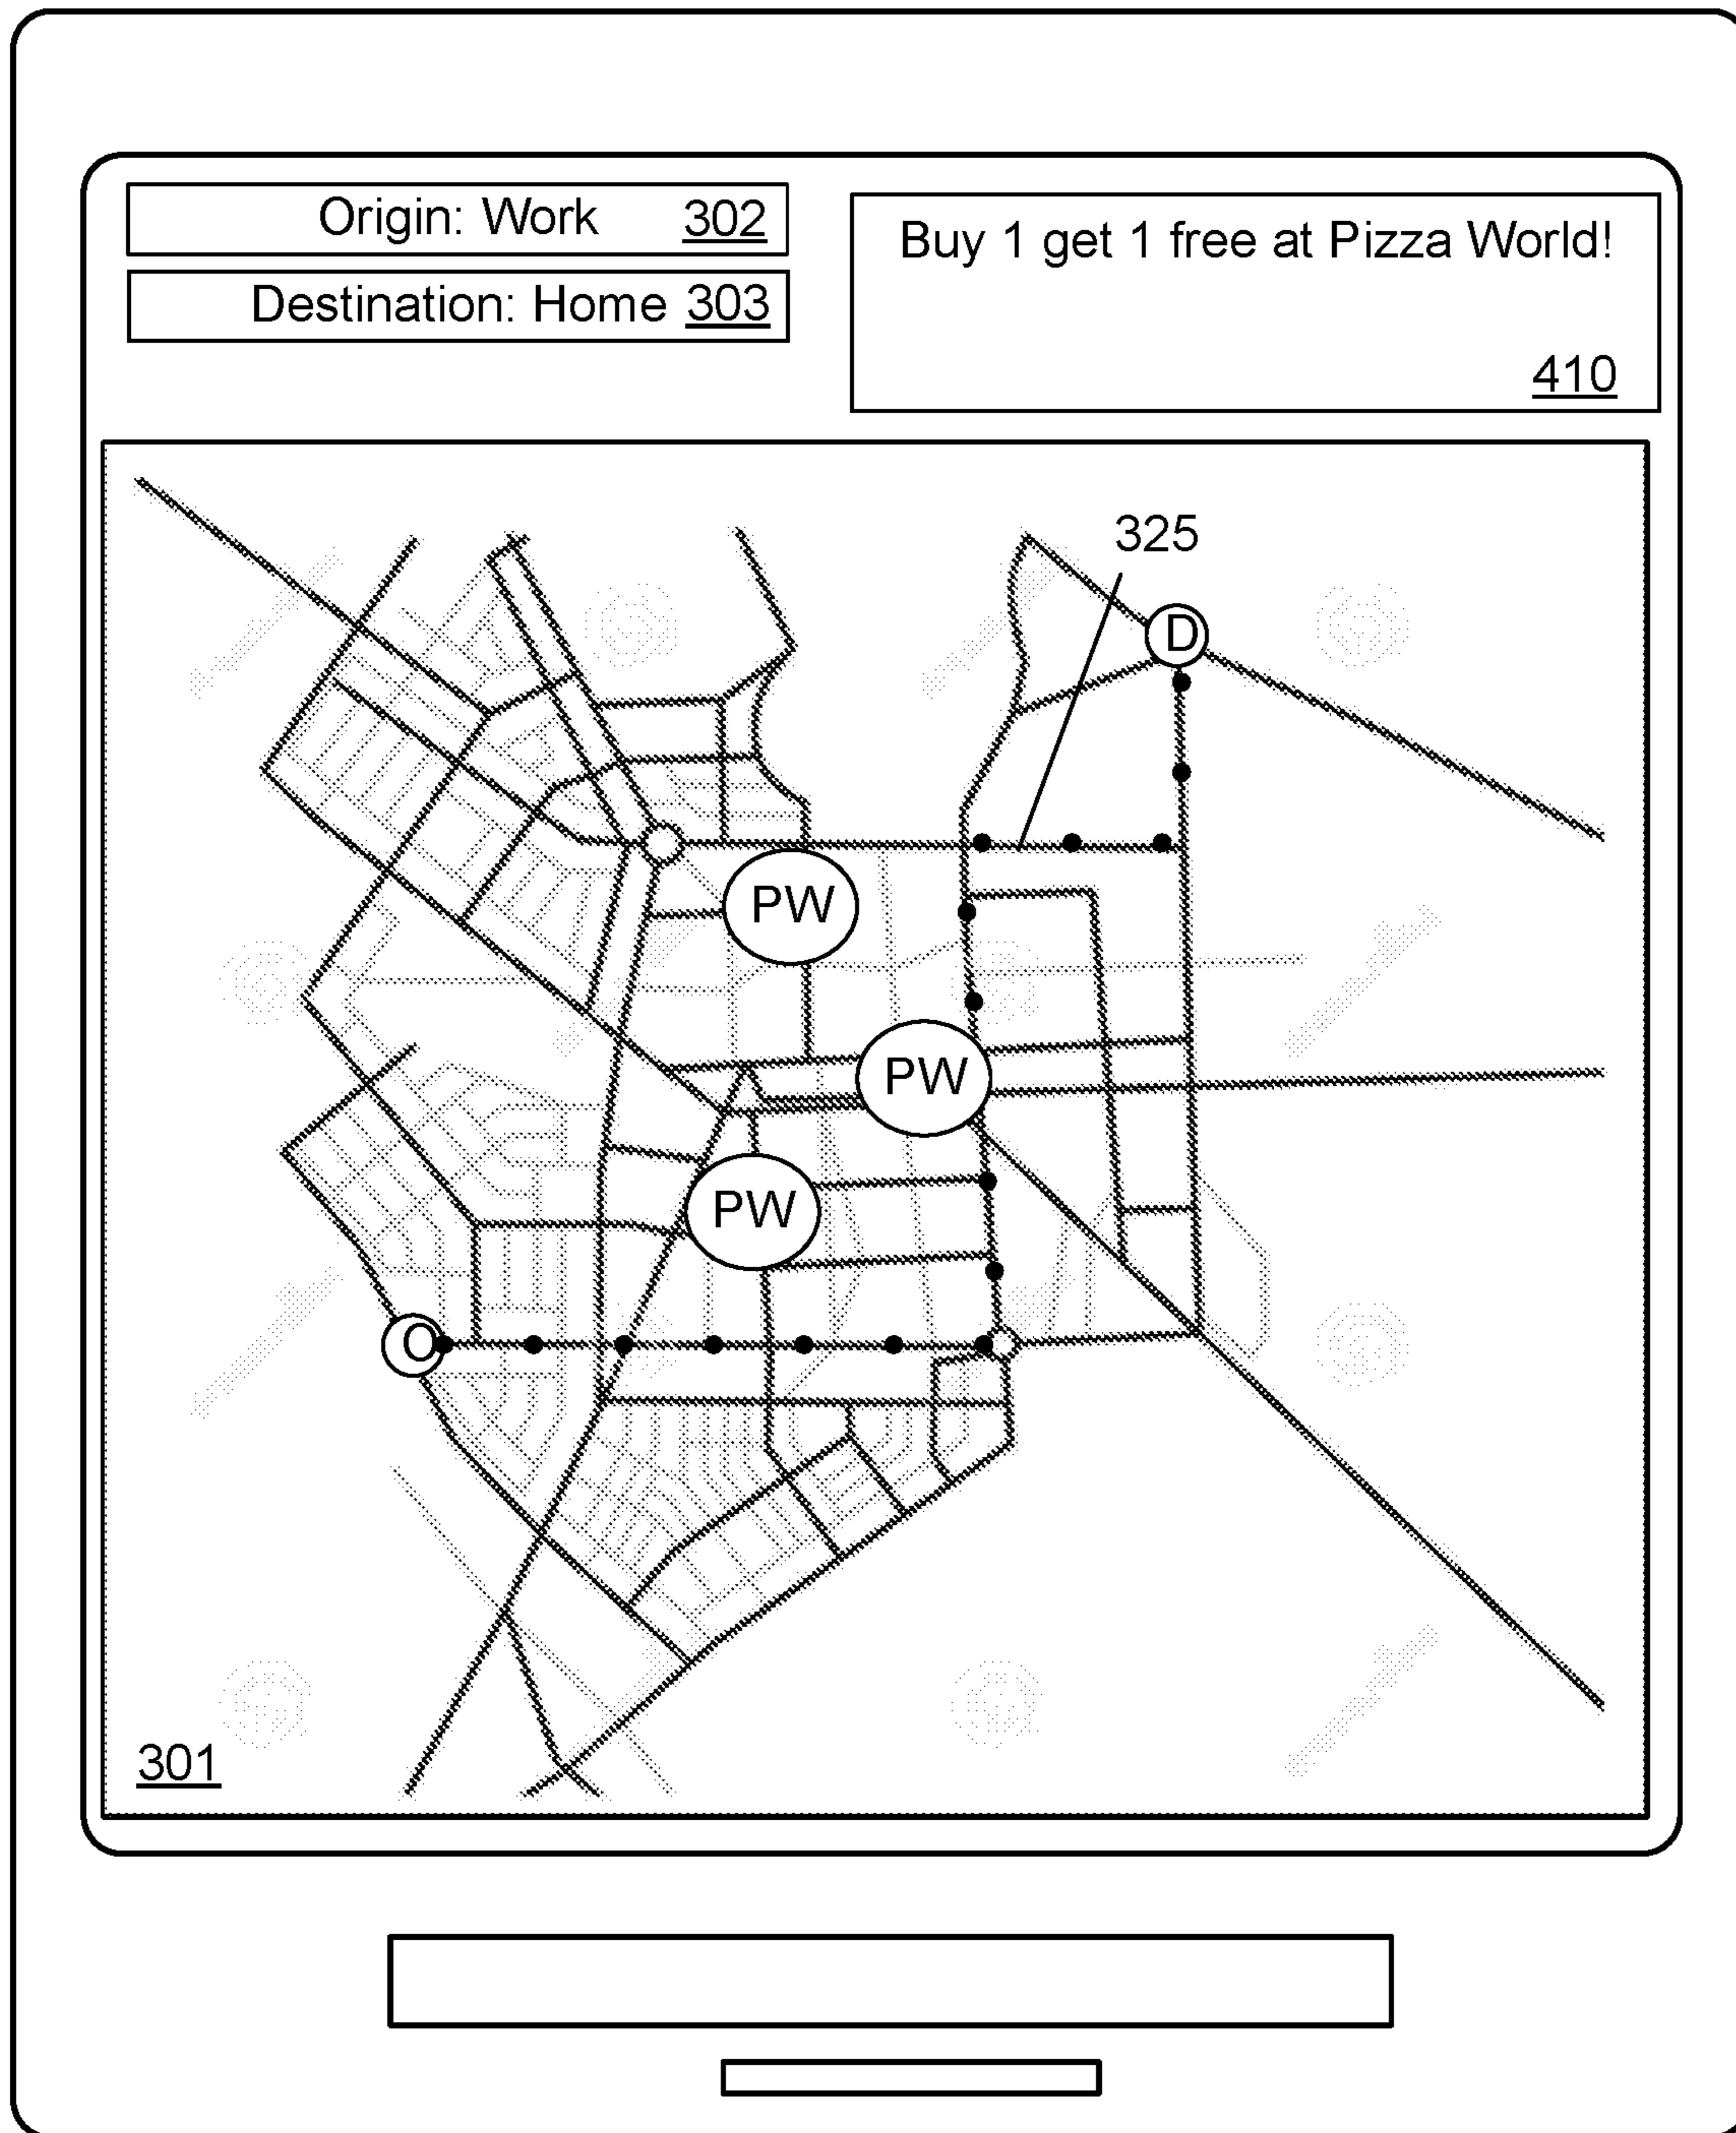 Origin: Work 302
Destination: Home 303
Buy 1 get 1 free at Pizza World!
410
325
D
PW
PW
PW
O
301